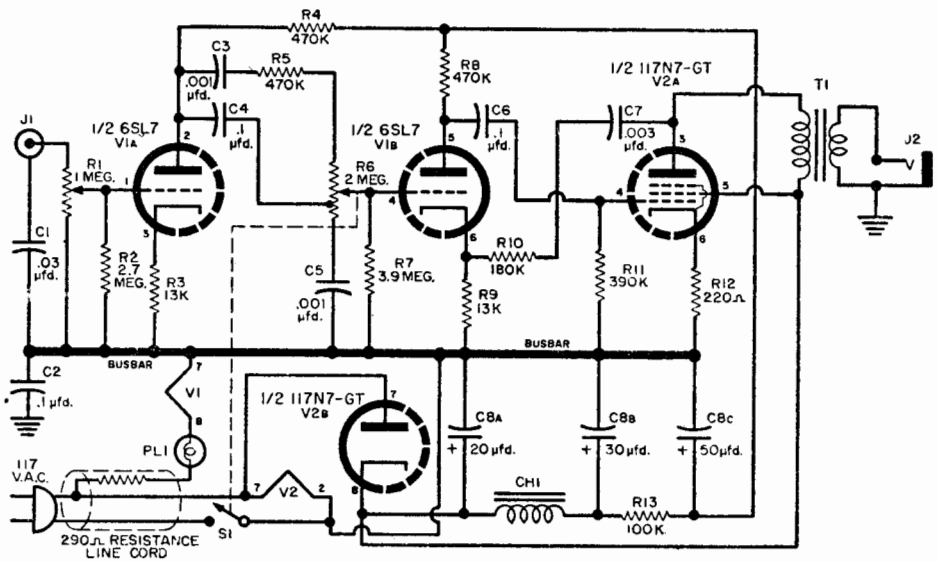 R4
470K
C3
.001
µfd.
R5
470K
C4
.1
µfd.
R8
470K
1/2 117N7-GT
V2A
T1
J1
1/2 6SL7
V1A
2
1
3
R1
1 MEG.
R6
2 MEG.
1/2 6SL7
V1B
5
4
6
C6
.1
µfd.
C7
.003
µfd.
3
4
5
6
J2
C1
.03
µfd.
R2
2.7
MEG.
R3
13K
C5
.001
µfd.
R7
3.9 MEG.
R10
180K
R9
13K
R11
390K
R12
220Ω
BUSBAR
BUSBAR
C2
.1 µfd.
7
V1
8
PL1
1/2 117N7-GT
V2B
7
8
C8A
+ 20µfd.
C8B
+ 30µfd.
C8C
+ 50µfd.
117
V.A.C.
7
V2
2
S1
CH1
R13
100K
290Ω RESISTANCE
LINE CORD